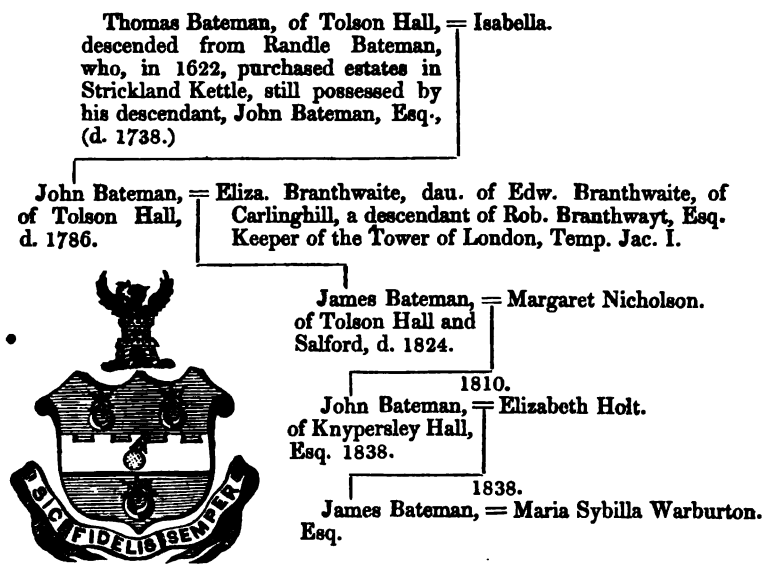 Thomas Bateman, of Tolson Hall, = Isabella.
descended from Randle Bateman,
who, in 1622, purchased estates in
Strickland Kettle, still possessed by
his descendant, John Bateman, Esq.,
(d. 1738.)
John Bateman, = Eliza. Branthwaite, dau. of Edw. Branthwaite, of
of Tolson Hall, Carlinghill, a descendant of Rob. Branthwayt, Esq.
d. 1786. Keeper of the Tower of London, Temp. Jac. I.
James Bateman, = Margaret Nicholson.
of Tolson Hall and
Salford, d. 1824.
1810.
John Bateman, = Elizabeth Holt.
of Knypersley Hall,
Esq. 1838.
1838.
James Bateman, = Maria Sybilla Warburton.
Esq.
SIC FIDELIS SEMPER